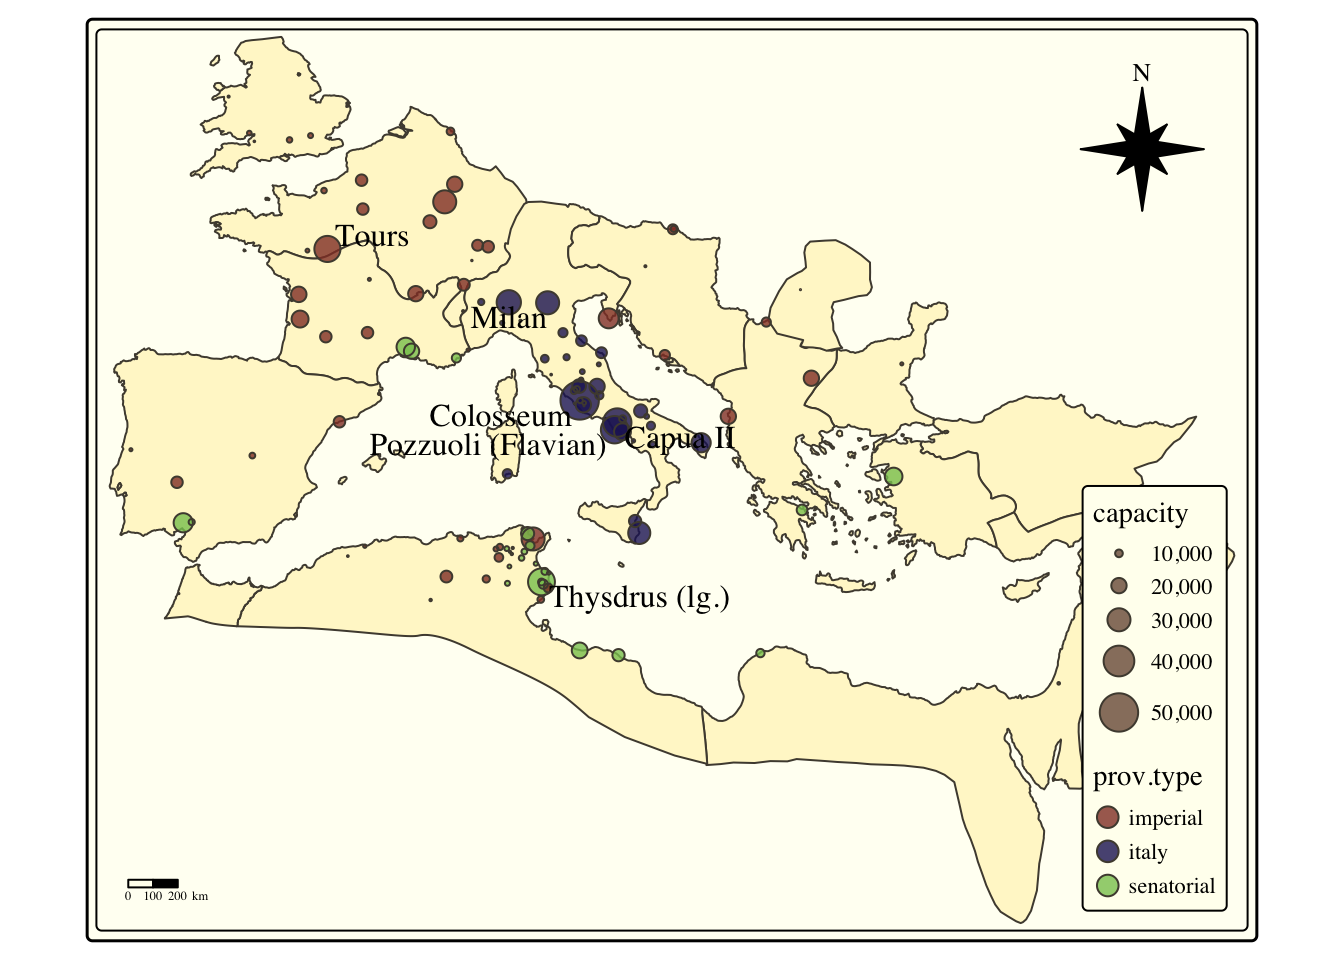 N
Tours
Milan
Colosseum
Pozzuoli (Flavian)
Capua II
Thysdrus (lg.)
capacity
10,000
20,000
30,000
40,000
50,000
prov.type
imperial
italy
senatorial
0 100 200 km